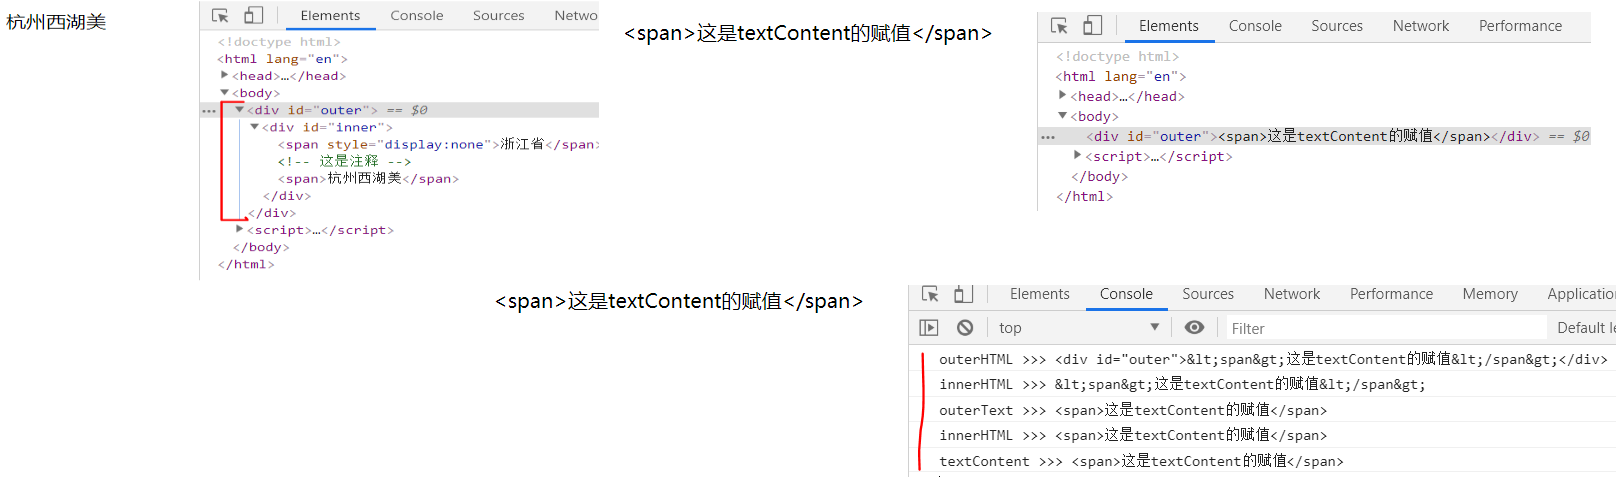 杭州西湖美
Elements Console Sources Netwo
<!doctype html>
<html lang="en">
<head>…</head>
<body>
<div id="outer"> == $0
<div id="inner">
<span style="display:none">浙江省</span>
<!-- 这是注释 -->
<span>杭州西湖美</span>
</div>
</div>
<script>…</script>
</body>
</html>
<span>这是textContent的赋值</span>
Elements Console Sources Network Performance
<!doctype html>
<html lang="en">
<head>…</head>
<body>
<div id="outer"><span>这是textContent的赋值</span></div> == $0
<script>…</script>
</body>
</html>
<span>这是textContent的赋值</span>
Elements Console Sources Network Performance Memory Application
top Filter Default le
outerHTML >>> <div id="outer">&lt;span&gt;这是textContent的赋值&lt;/span&gt;</div>
innerHTML >>> &lt;span&gt;这是textContent的赋值&lt;/span&gt;
outerText >>> <span>这是textContent的赋值</span>
innerHTML >>> <span>这是textContent的赋值</span>
textContent >>> <span>这是textContent的赋值</span>